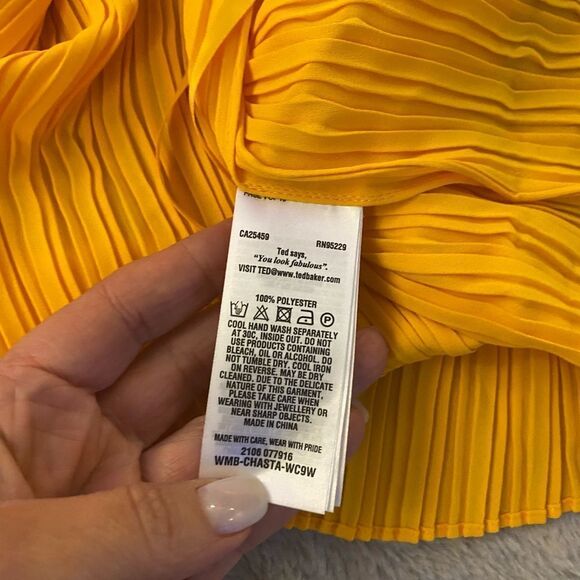 CA25459 RN95229
Ted says,
"You look fabulous".
VISIT TED@www.tedbaker.com
100% POLYESTER
P
COOL HAND WASH SEPARATELY
AT 30C, INSIDE OUT. DO NOT
USE PRODUCTS CONTAINING
BLEACH, OIL OR ALCOHOL. DO
NOT TUMBLE DRY. COOL IRON
ON REVERSE. MAY BE DRY
CLEANED. DUE TO THE DELICATE
NATURE OF THIS GARMENT,
PLEASE TAKE CARE WHEN
WEARING WITH JEWELLERY OR
NEAR SHARP OBJECTS.
MADE IN CHINA
MADE WITH CARE, WEAR WITH PRIDE
2106 077916
WMB-CHASTA-WC9W